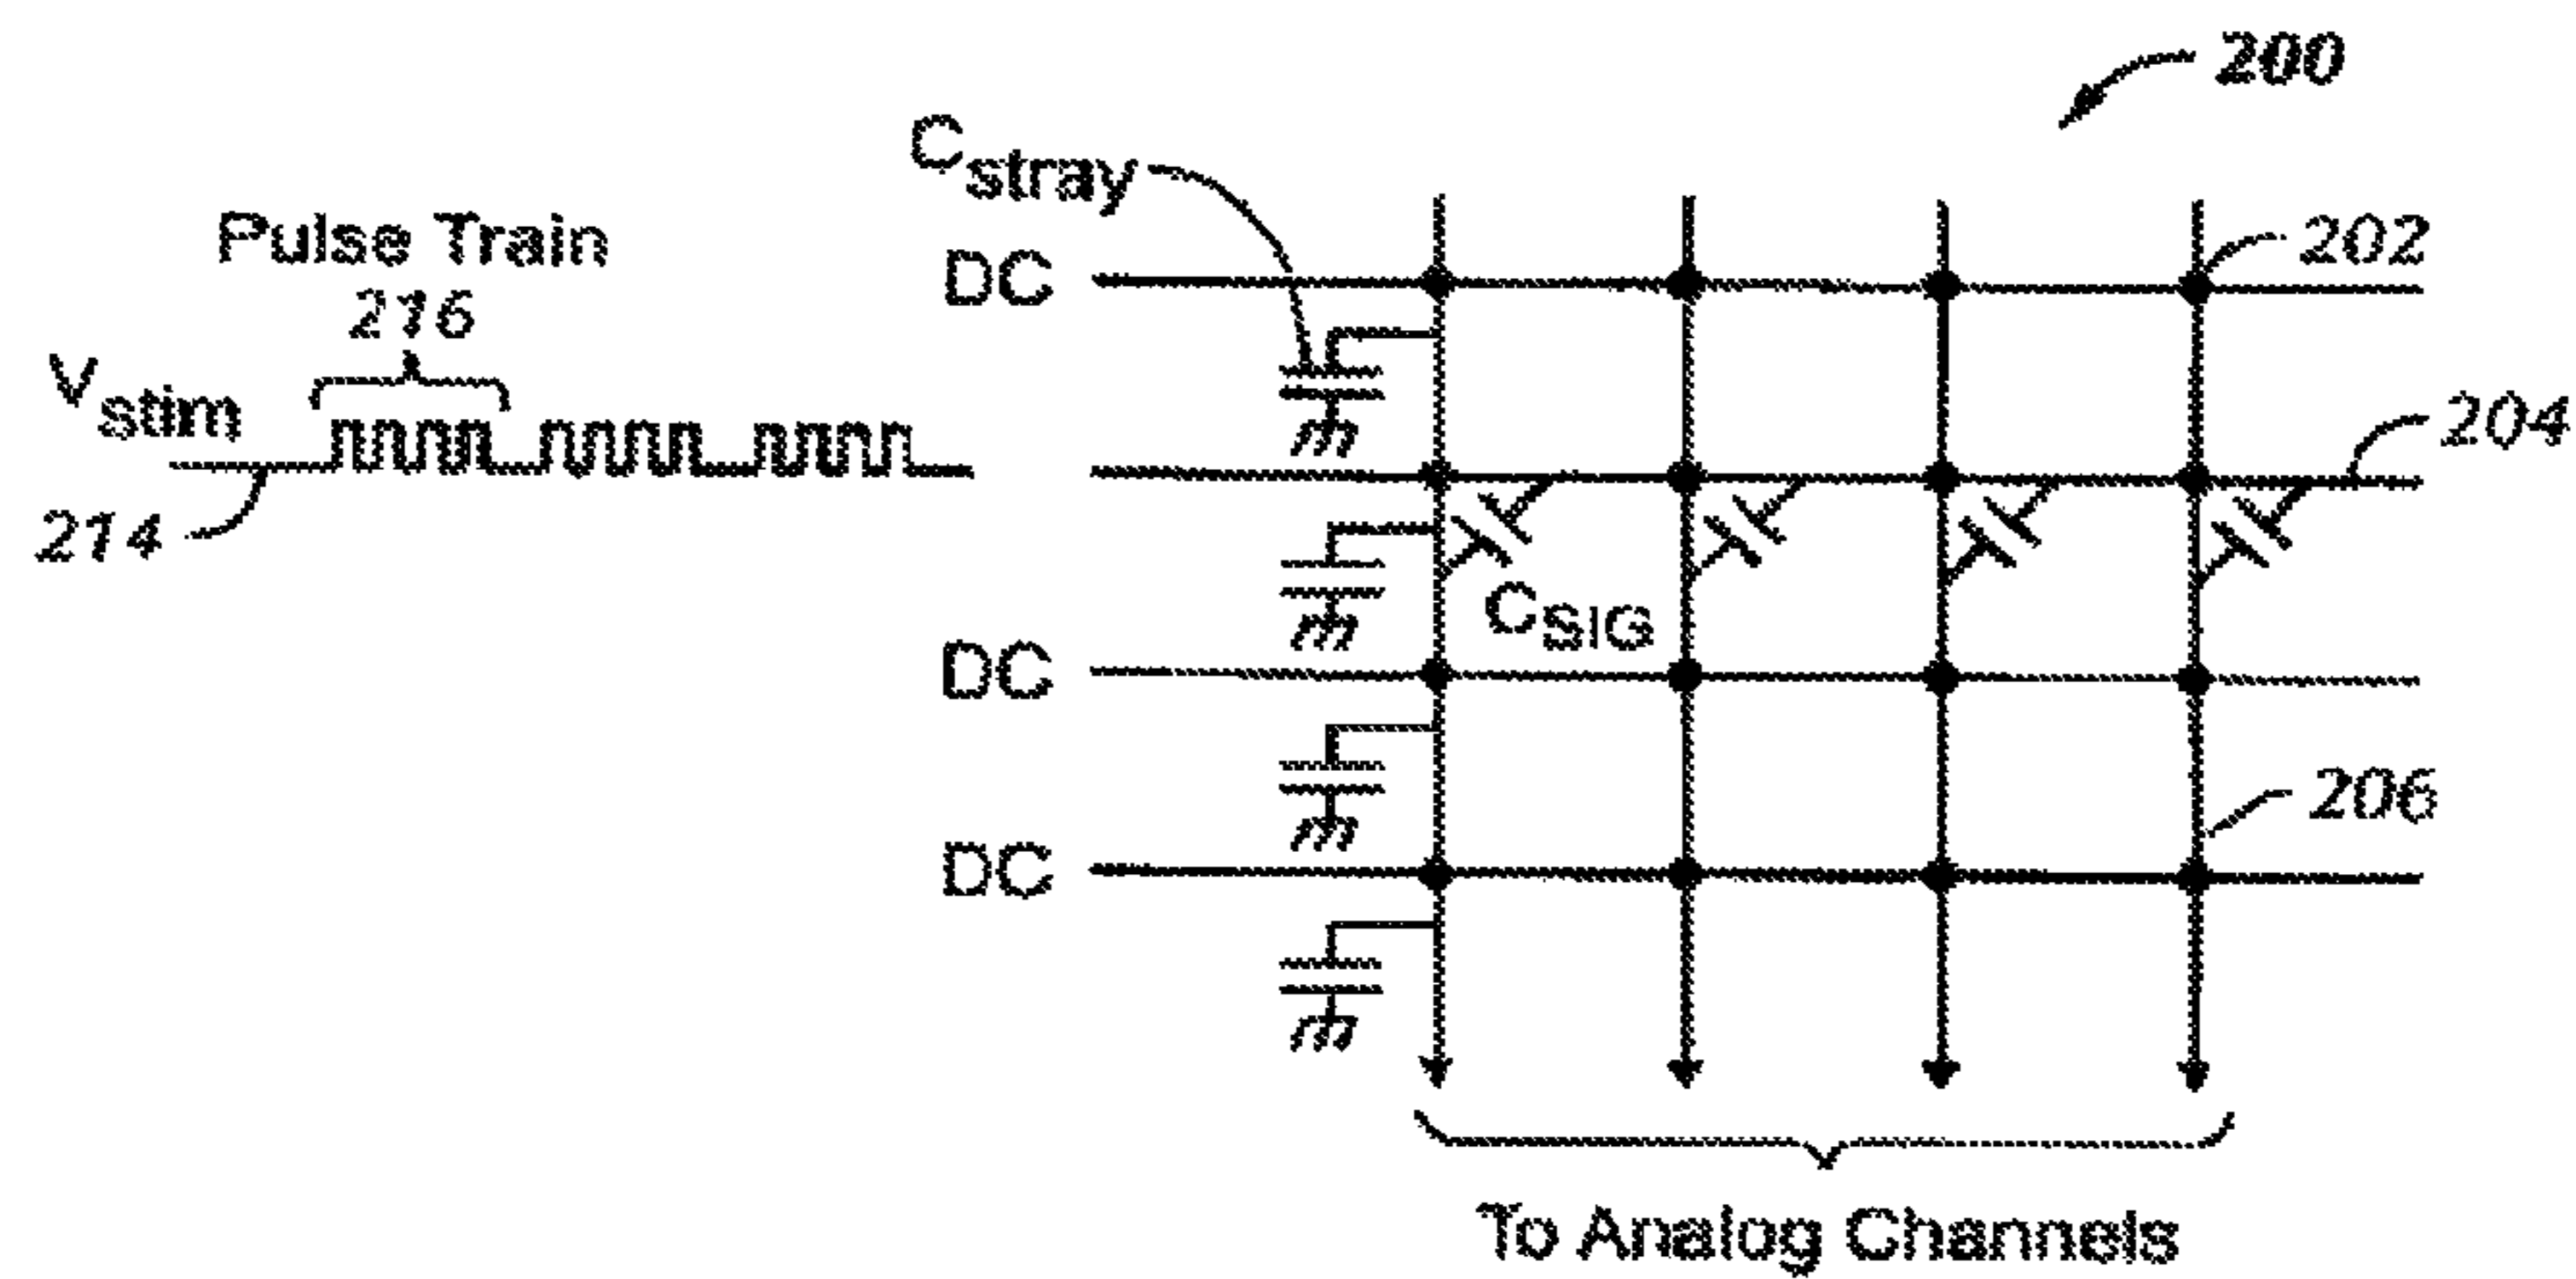 200
Cstray
Pulse Train
216
DC
202
Vstim
204
214
CSIG
DC
206
DC
To Analog Channels